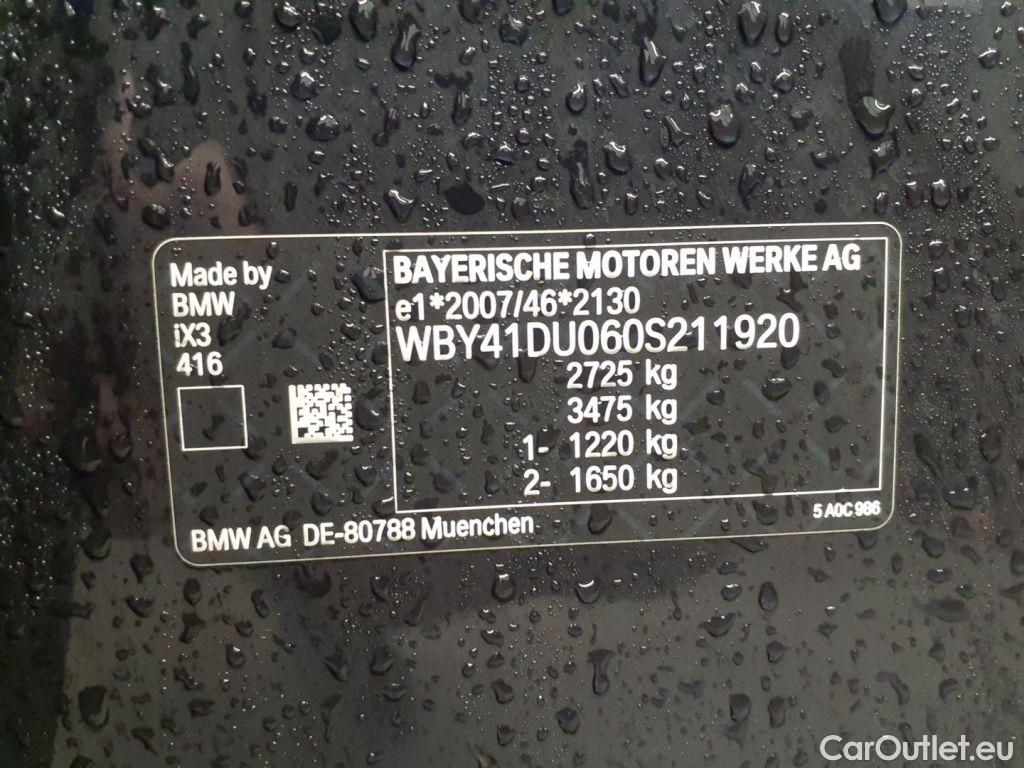 Made by
BMW
iX3
416
BAYERISCHE MOTOREN WERKE AG
e1*2007/46*2130
WBY41DU060S211920
2725 kg
3475 kg
1- 1220 kg
2- 1650 kg
5 A0C 986
BMW AG DE-80788 Muenchen
CarOutlet.eu